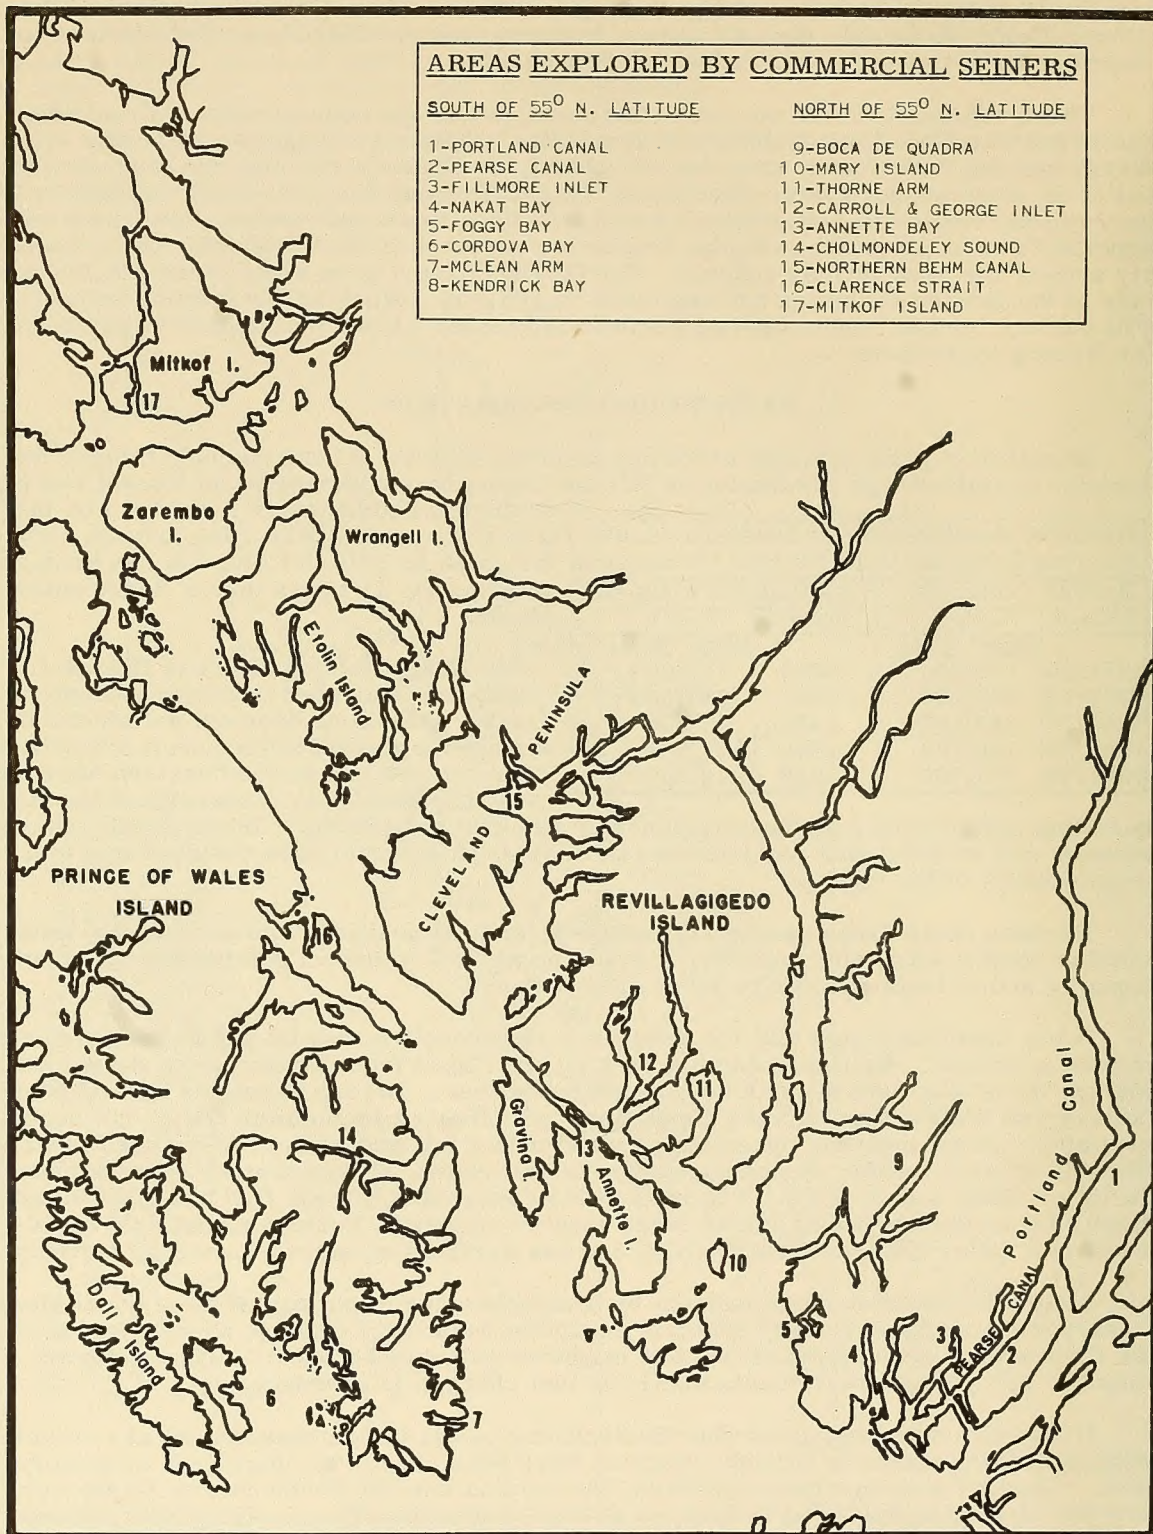 AREAS EXPLORED BY COMMERCIAL SEINERS
SOUTH OF 55⁰ N. LATITUDE
1-PORTLAND CANAL
2-PEARSE CANAL
3-FILLMORE INLET
4-NAKAT BAY
5-FOGGY BAY
6-CORDOVA BAY
7-MCLEAN ARM
8-KENDRICK BAY
NORTH OF 55⁰ N. LATITUDE
9-BOCA DE QUADRA
10-MARY ISLAND
11-THORNE ARM
12-CARROLL & GEORGE INLET
13-ANNETTE BAY
14-CHOLMONDELEY SOUND
15-NORTHERN BEHM CANAL
16-CLARENCE STRAIT
17-MITKOF ISLAND
Mitkof I.
17
Zarembo
I.
Wrangell I.
Etolin Island
PENINSULA
15
CLEVELAND
PRINCE OF WALES
ISLAND
16
REVILLAGIGEDO
ISLAND
12
11
Gravina I.
13
14
Annette I.
9
10
Portland Canal
1
Dall Island
5
4
3
PEARSE CANAL
2
6
7